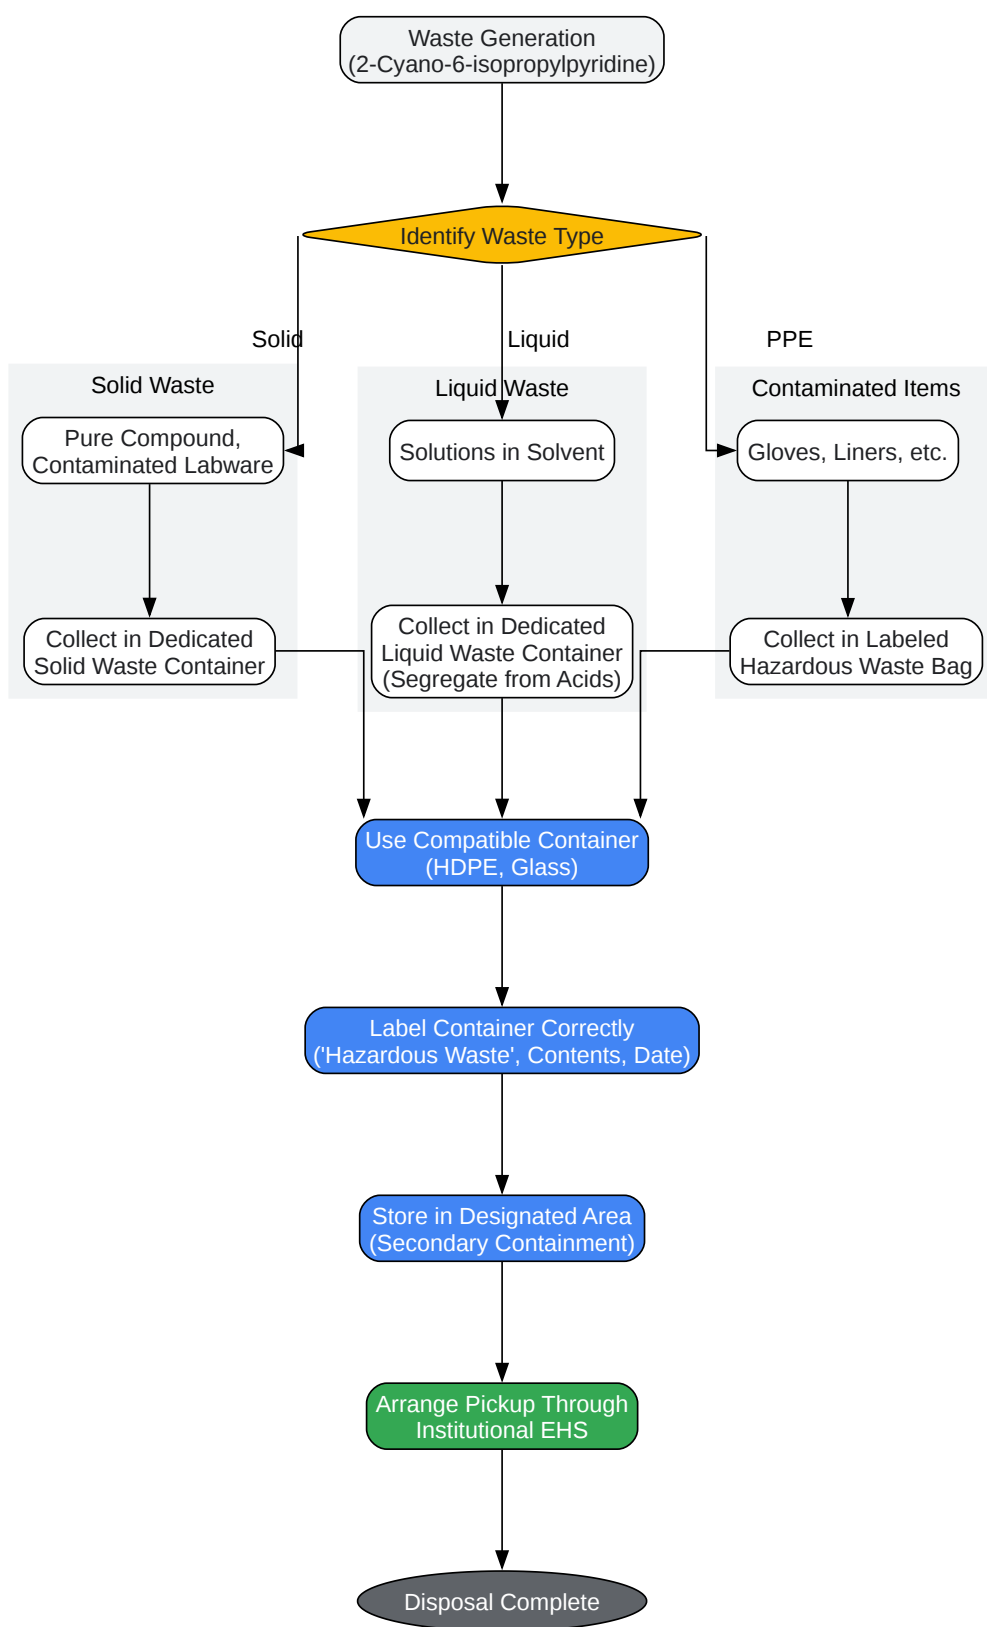 Waste Generation
(2-Cyano-6-isopropylpyridine)
Identify Waste Type
Solid
Liquid
PPE
Solid Waste
Liquid Waste
Contaminated Items
Pure Compound,
Contaminated Labware
Solutions in Solvent
Gloves, Liners, etc.
Collect in Dedicated
Solid Waste Container
Collect in Dedicated
Liquid Waste Container
(Segregate from Acids)
Collect in Labeled
Hazardous Waste Bag
Use Compatible Container
(HDPE, Glass)
Label Container Correctly
('Hazardous Waste', Contents, Date)
Store in Designated Area
(Secondary Containment)
Arrange Pickup Through
Institutional EHS
Disposal Complete